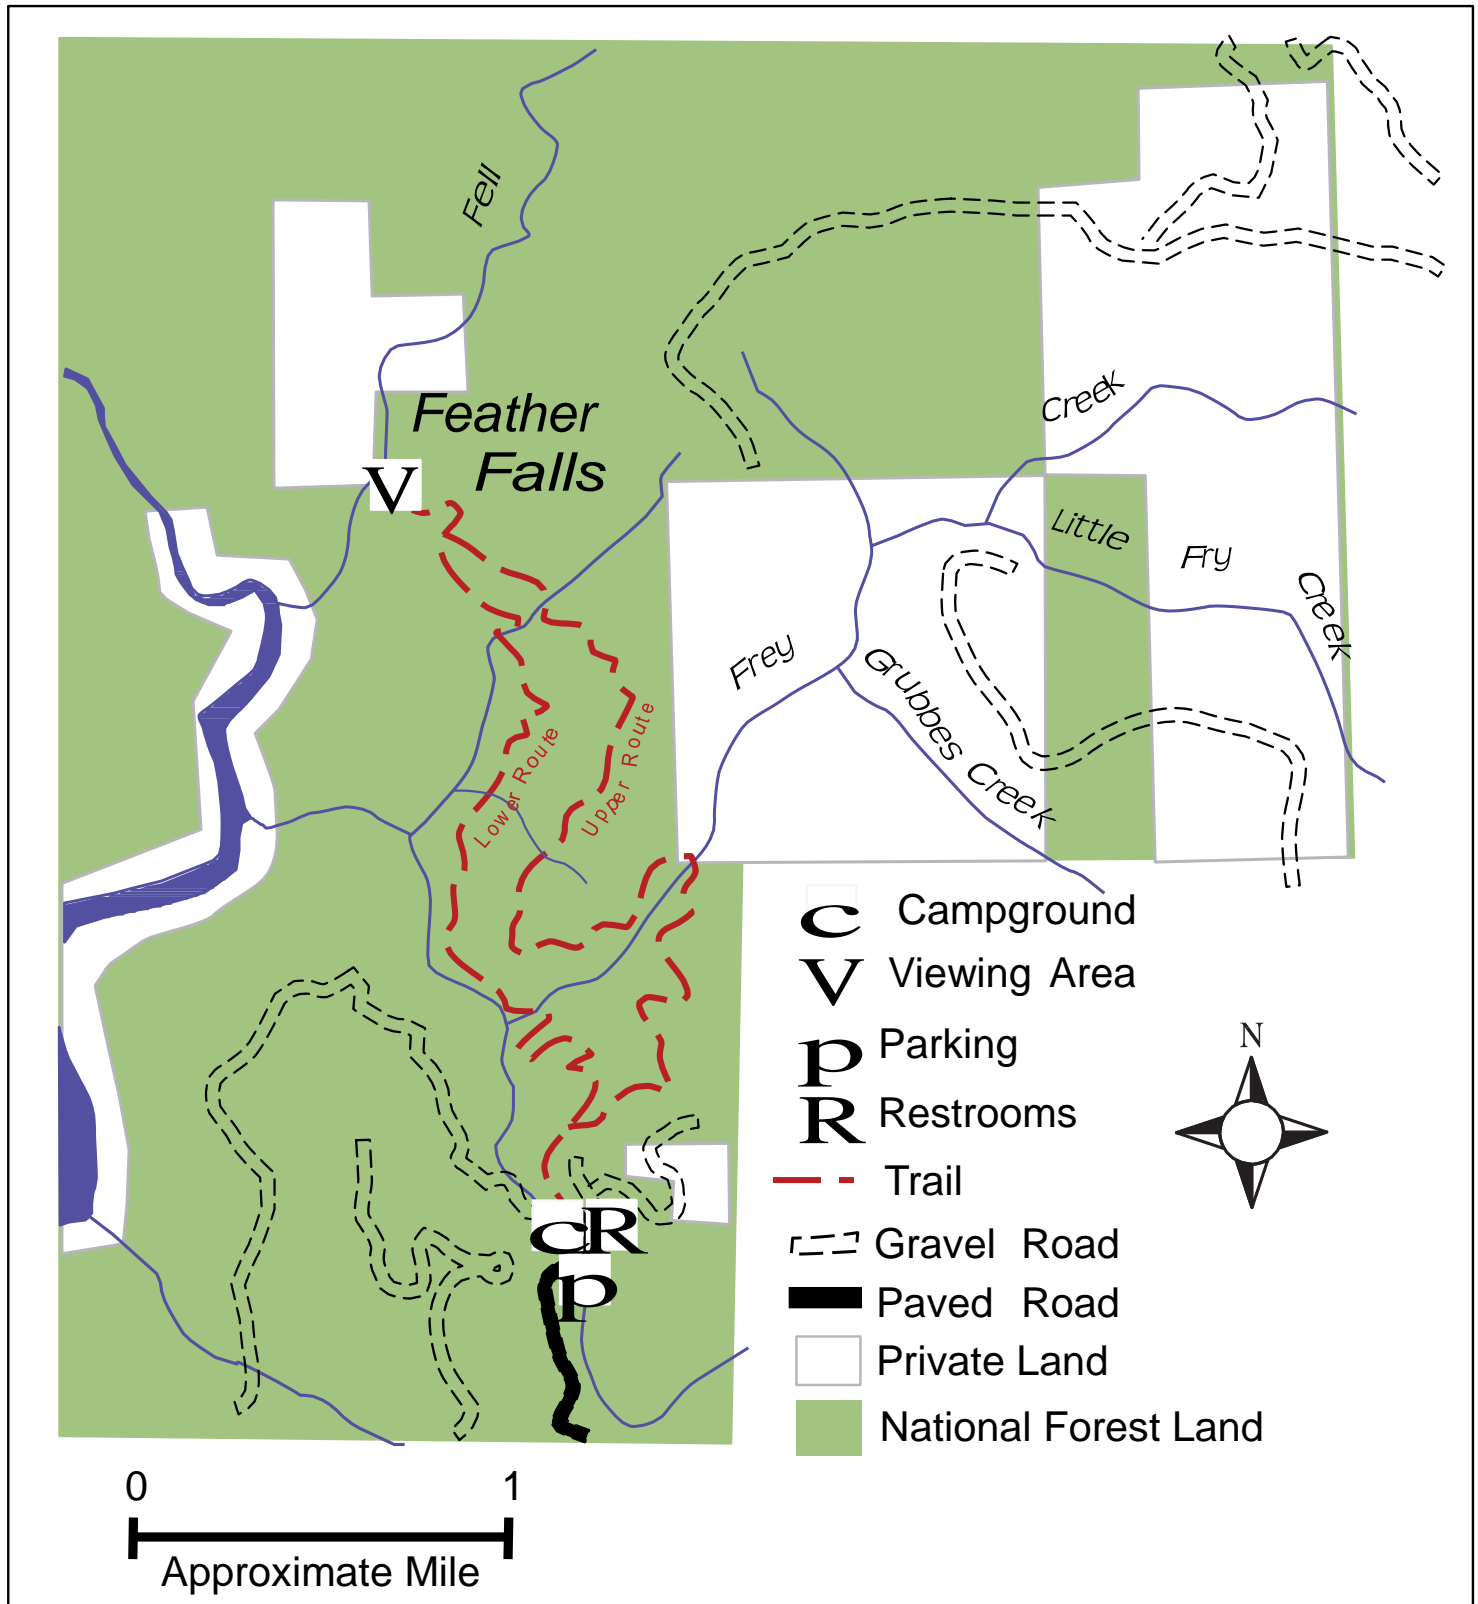 Fell
Feather
Falls
V
Creek
Little
Fry
Creek
Frey
Grubbes Creek
Lower Route
Upper Route
C Campground
V Viewing Area
P Parking
R Restrooms
Trail
Gravel Road
Paved Road
Private Land
National Forest Land
N
C R
P
0 1
Approximate Mile